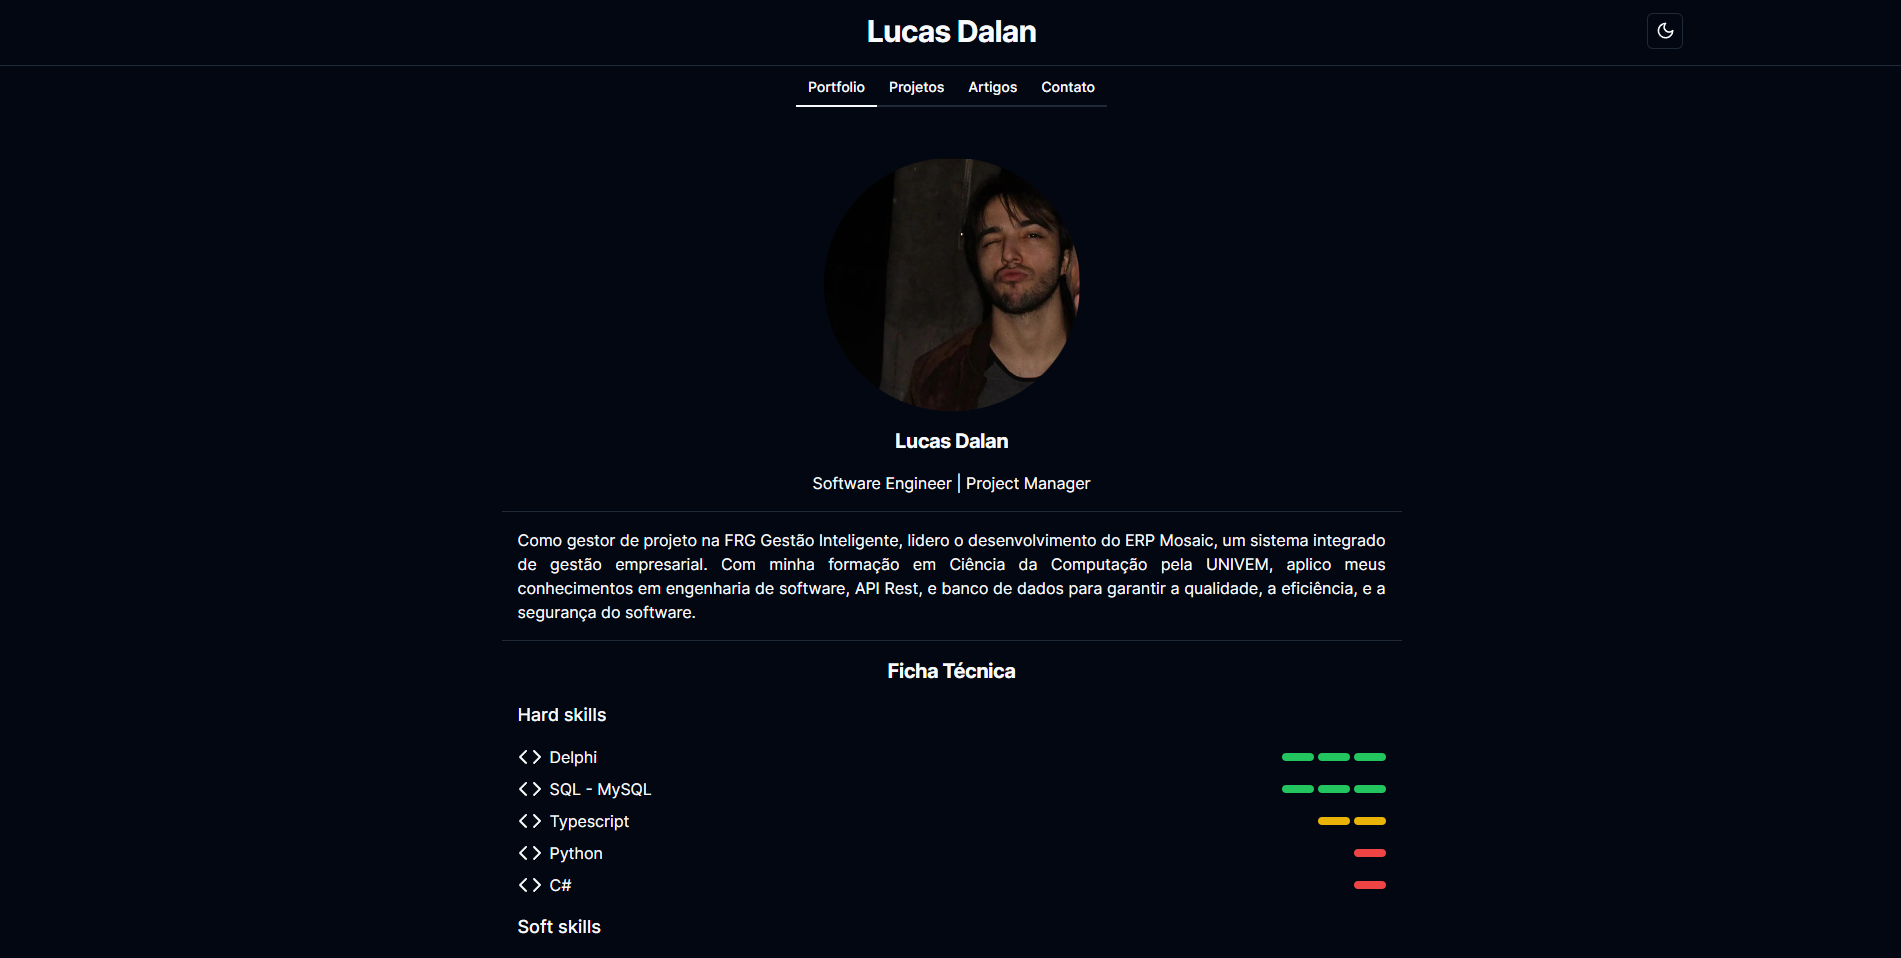 Lucas Dalan
Portfolio Projetos Artigos Contato
Lucas Dalan
Software Engineer | Project Manager
Como gestor de projeto na FRG Gestão Inteligente, lidero o desenvolvimento do ERP Mosaic, um sistema integrado
de gestão empresarial. Com minha formação em Ciência da Computação pela UNIVEM, aplico meus
conhecimentos em engenharia de software, API Rest, e banco de dados para garantir a qualidade, a eficiência, e a
segurança do software.
Ficha Técnica
Hard skills
Delphi
SQL - MySQL
Typescript
Python
C#
Soft skills